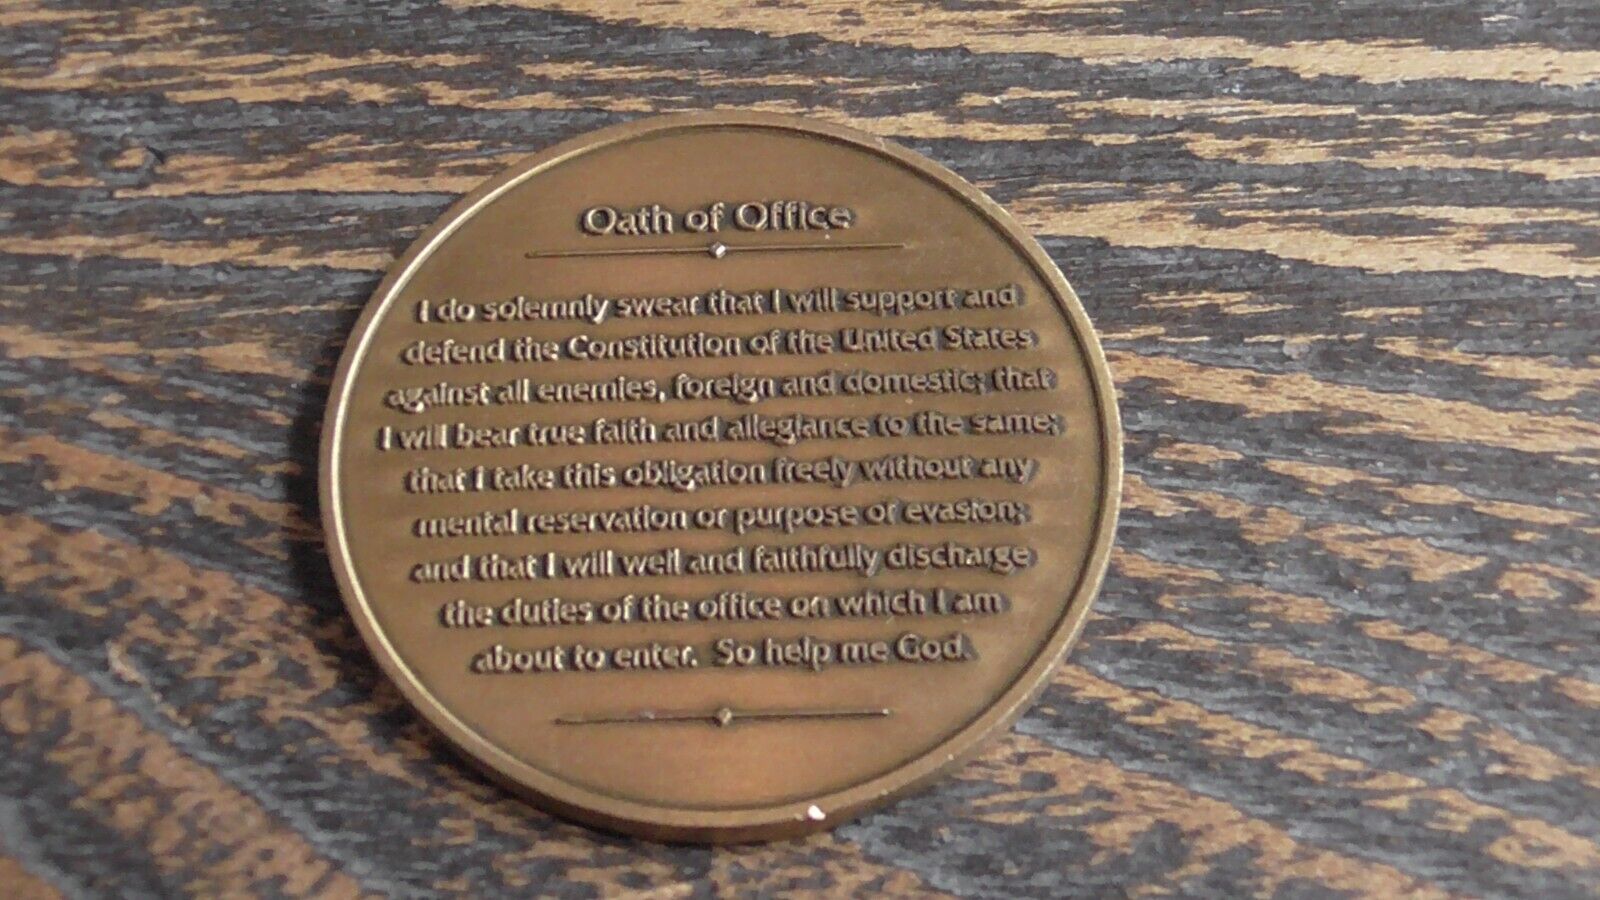 Oath of Office
I do solemnly swear that I will support and
defend the Constitution of the United States
against all enemies, foreign and domestic; that
I will bear true faith and allegiance to the same;
that I take this obligation freely without any
mental reservation or purpose of evasion;
and that I will well and faithfully discharge
the duties of the office on which I am
about to enter. So help me God.